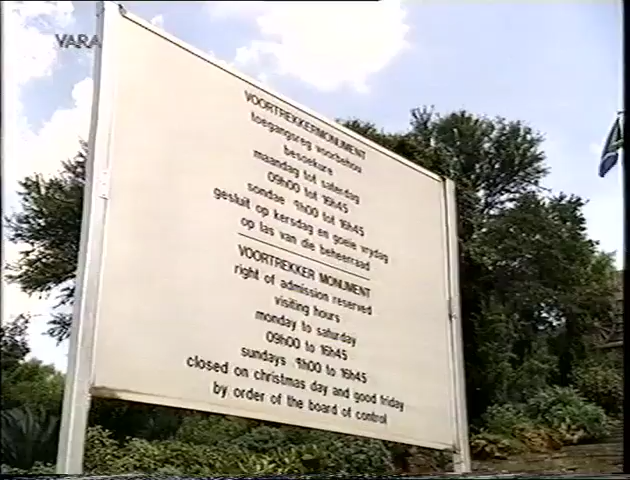 VARA
VOORTREKKERMONUMENT
toegangsreg voorbehou
besoekure
maandag tot saterdag
09h00 tot 16h45
sondae 11h00 tot 16h45
gesluit op kersdag en goeie vrydag
op las van die beheerraad
VOORTREKKER MONUMENT
right of admission reserved
visiting hours
monday to saturday
09h00 to 16h45
sundays 11h00 to 16h45
closed on christmas day and good friday
by order of the board of control